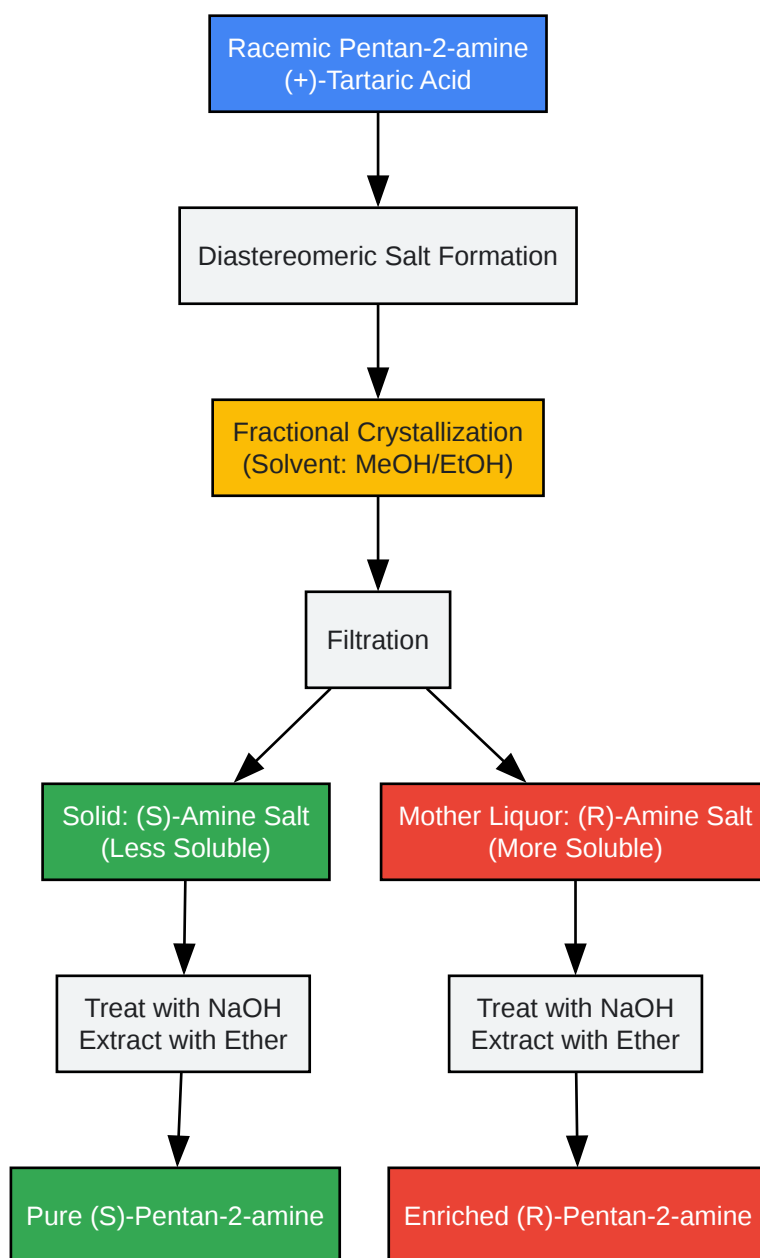 Racemic Pentan-2-amine
(+)-Tartaric Acid
Diastereomeric Salt Formation
Fractional Crystallization
(Solvent: MeOH/EtOH)
Filtration
Solid: (S)-Amine Salt
(Less Soluble)
Mother Liquor: (R)-Amine Salt
(More Soluble)
Treat with NaOH
Extract with Ether
Treat with NaOH
Extract with Ether
Pure (S)-Pentan-2-amine
Enriched (R)-Pentan-2-amine